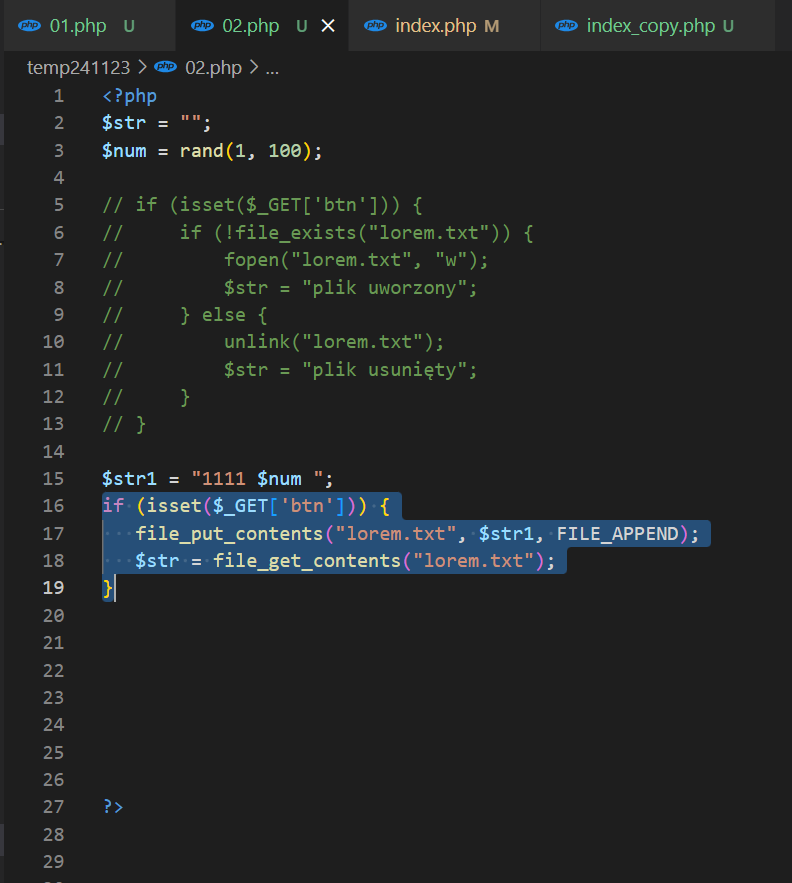 php 01.php U php 02.php U × php index.php M php index_copy.php U
temp241123 > php 02.php > ...
1 <?php
2 $str = "";
3 $num = rand(1, 100);
4
5 // if (isset($_GET['btn'])) {
6 //     if (!file_exists("lorem.txt")) {
7 //         fopen("lorem.txt", "w");
8 //         $str = "plik uworzony";
9 //     } else {
10 //         unlink("lorem.txt");
11 //         $str = "plik usunięty";
12 //     }
13 // }
14
15 $str1 = "1111 $num ";
16 if (isset($_GET['btn'])) {
17    file_put_contents("lorem.txt", $str1, FILE_APPEND);
18    $str = file_get_contents("lorem.txt");
19 }
20
21
22
23
24
25
26
27 ?>
28
29